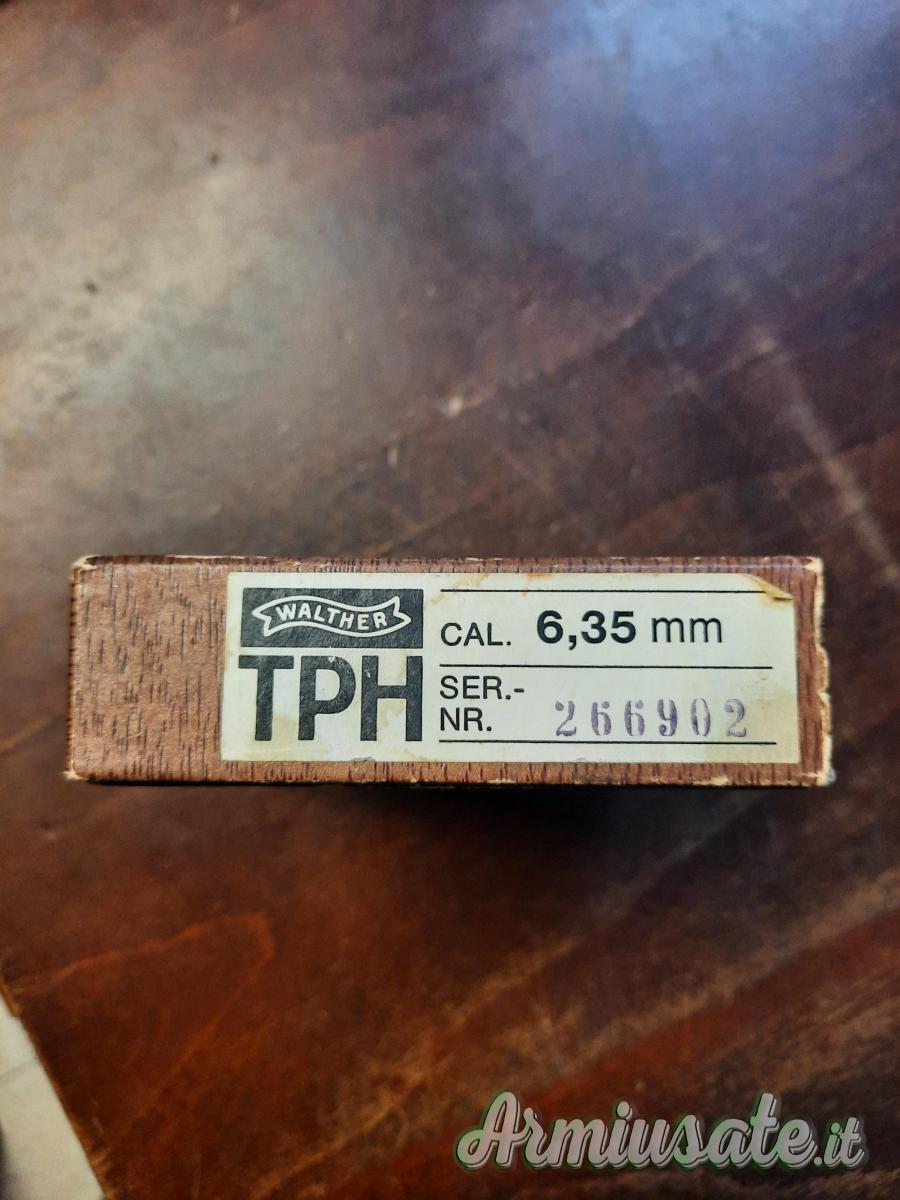 WALTHER
TPH
CAL. 6,35 mm
SER.-
NR. 266902
Armiusate.it